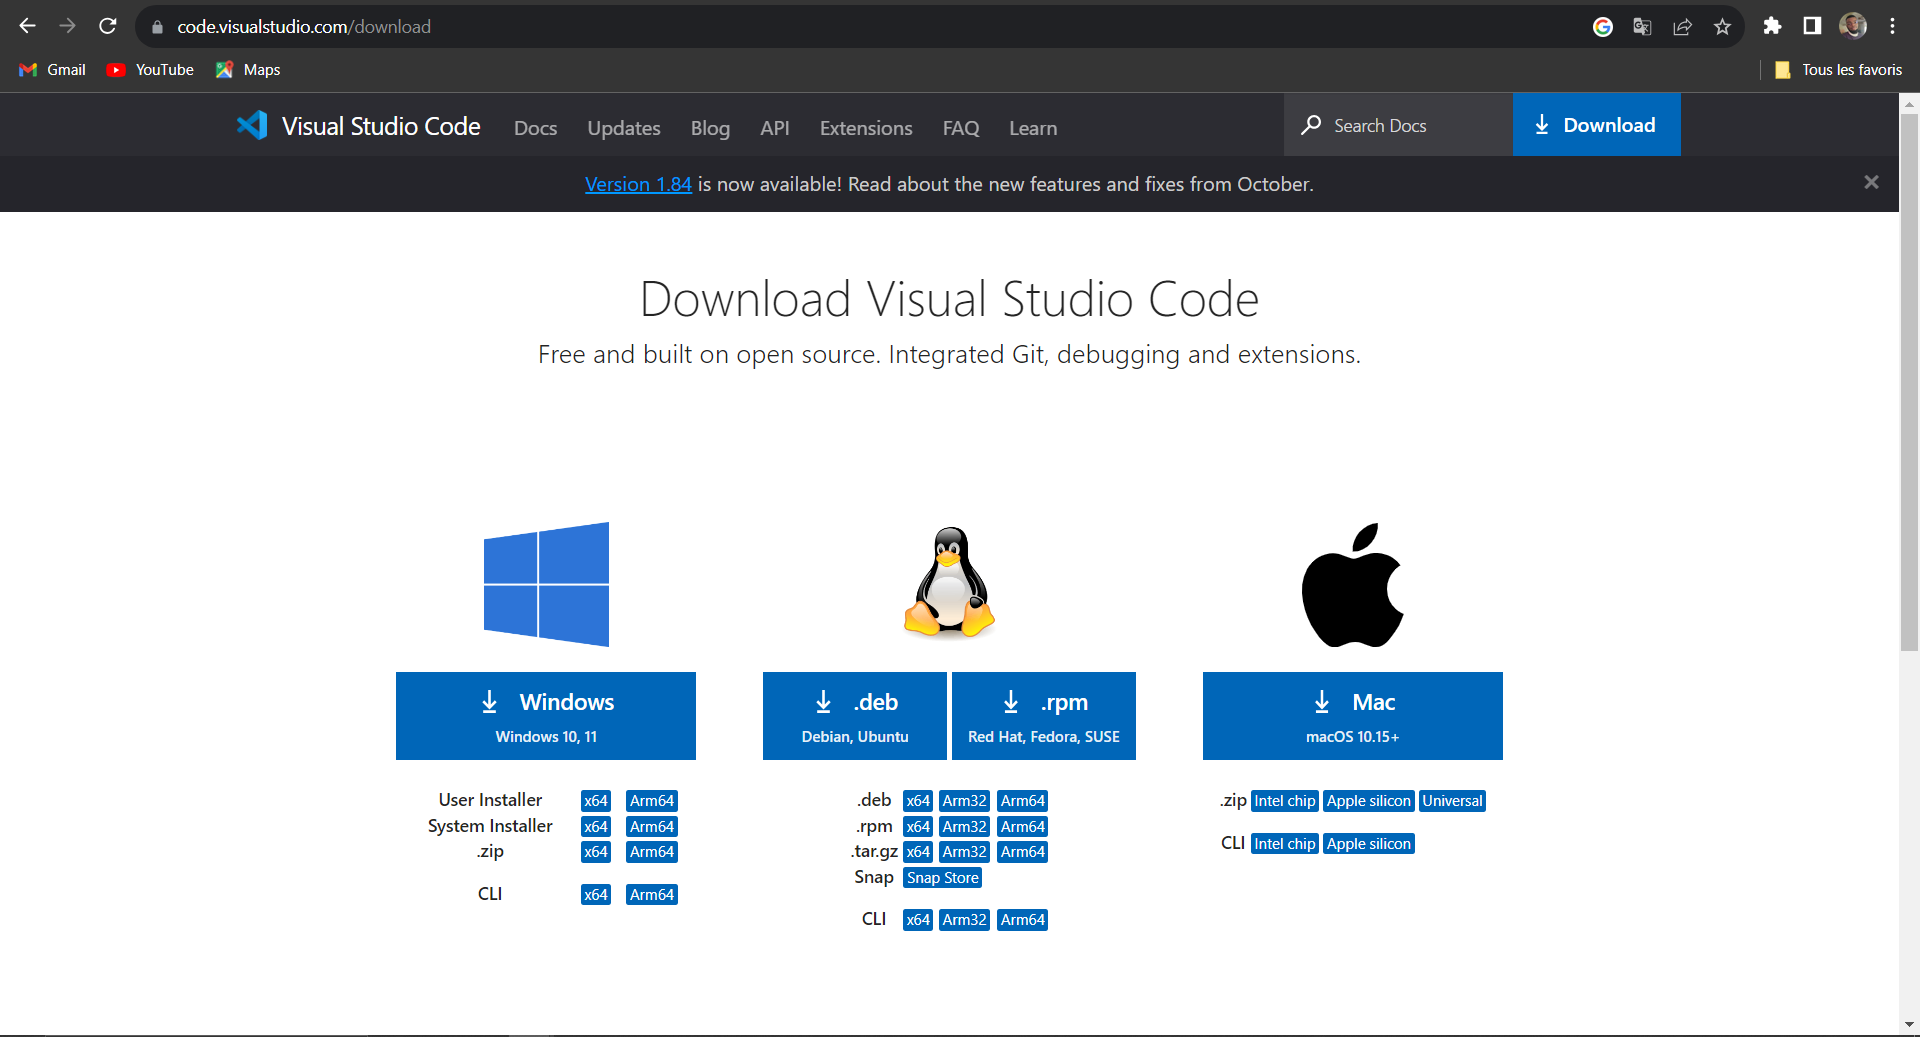 code.visualstudio.com/download
Gmail YouTube Maps Tous les favoris
Visual Studio Code Docs Updates Blog API Extensions FAQ Learn Search Docs Download
Version 1.84 is now available! Read about the new features and fixes from October.
Download Visual Studio Code
Free and built on open source. Integrated Git, debugging and extensions.
Windows
Windows 10, 11
User Installer x64 Arm64
System Installer x64 Arm64
.zip x64 Arm64
CLI x64 Arm64
.deb
Debian, Ubuntu
.rpm
Red Hat, Fedora, SUSE
.deb x64 Arm32 Arm64
.rpm x64 Arm32 Arm64
.tar.gz x64 Arm32 Arm64
Snap Snap Store
CLI x64 Arm32 Arm64
Mac
macOS 10.15+
.zip Intel chip Apple silicon Universal
CLI Intel chip Apple silicon